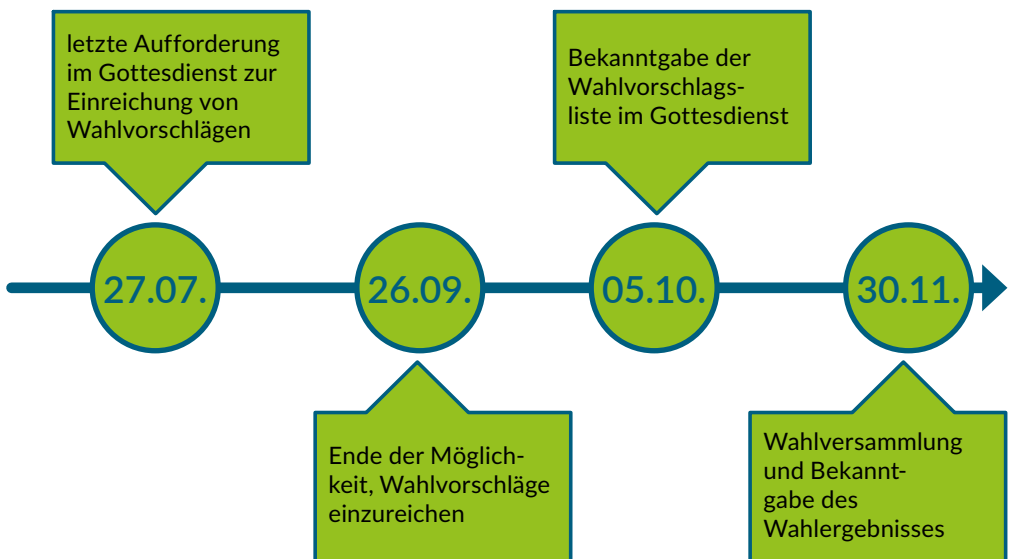 letzte Aufforderung
im Gottesdienst zur
Einreichung von
Wahlvorschlägen
Bekanntgabe der
Wahlvorschlags-
liste im Gottesdienst
27.07.
26.09.
05.10.
30.11.
Ende der Möglich-
keit, Wahlvorschläge
einzureichen
Wahlversammlung
und Bekannt-
gabe des
Wahlergebnisses